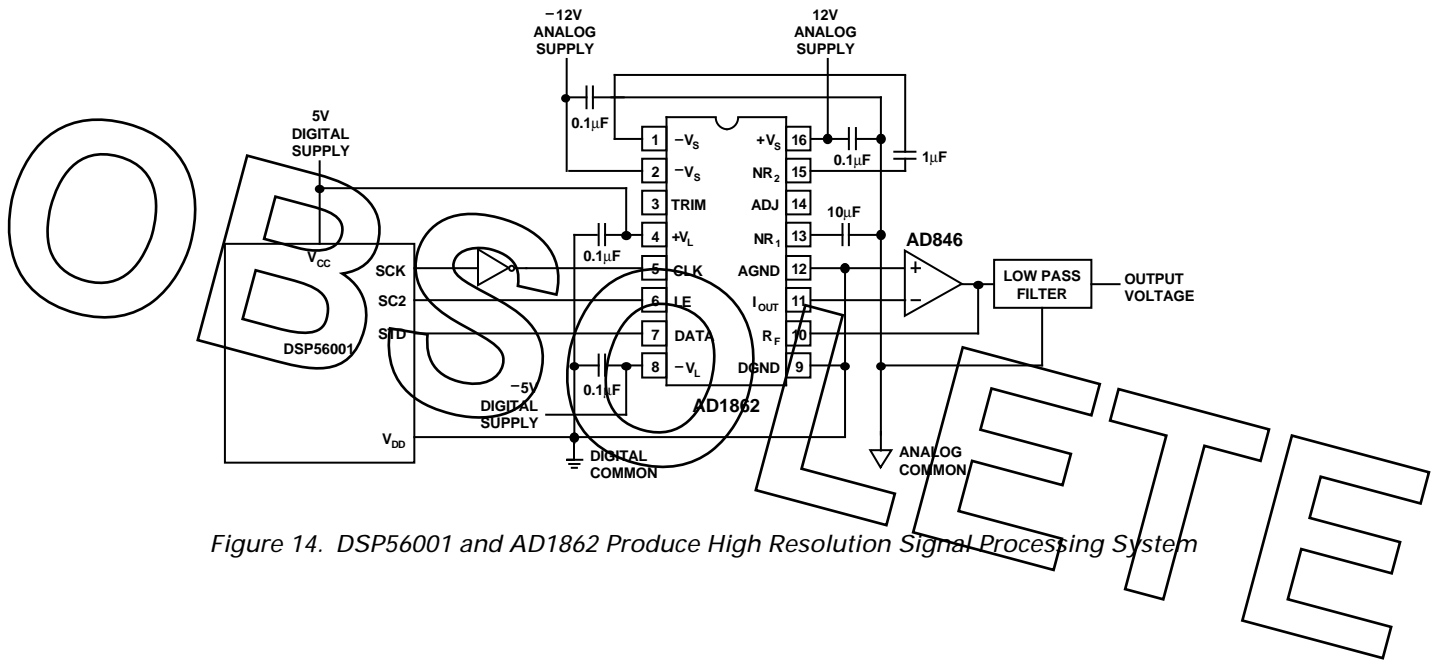 −12V
ANALOG
SUPPLY
12V
ANALOG
SUPPLY
5V
DIGITAL
SUPPLY
0.1µF
1 −VS
+VS 16
0.1µF
1µF
2 −VS
NR2 15
3 TRIM
ADJ 14
10µF
4 +VL
NR1 13
0.1µF
AD846
VCC
SCK
5 CLK
AGND 12
+
LOW PASS
FILTER
OUTPUT
VOLTAGE
SC2
6 LE
IOUT 11
−
STD
7 DATA
RF 10
DSP56001
8 −VL
DGND 9
0.1µF
−5V
DIGITAL
SUPPLY
AD1862
VDD
DIGITAL
COMMON
ANALOG
COMMON
OBSOLETE
Figure 14. DSP56001 and AD1862 Produce High Resolution Signal Processing System